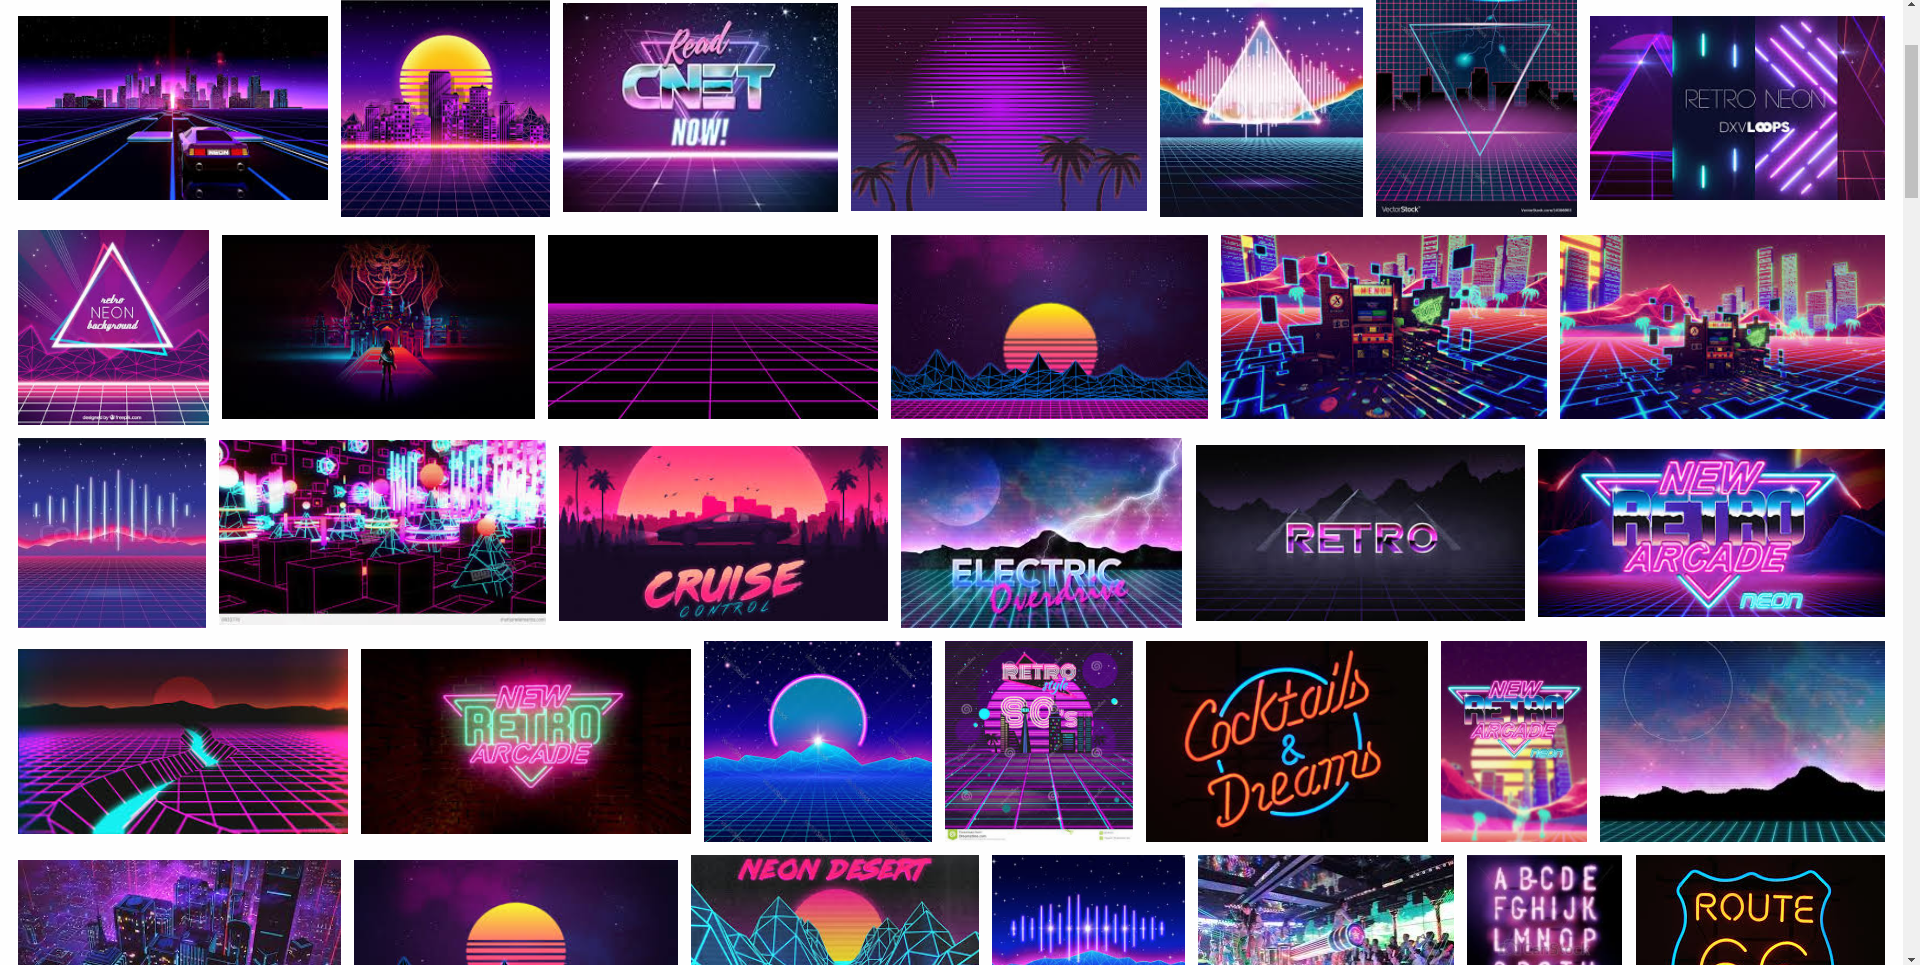 Read
CNET
NOW!
NEON
VectorStock
RETRO NEON
DXVLOOPS
retro
NEON
background
designed by freepik.com
MENU
CRUISE
CONTROL
ELECTRIC
Overdrive
RETRO
NEW
RETRO
ARCADE
NEON
NEW
RETRO
ARCADE
RETRO
style
80's
Cocktails
&
Dreams
NEW
RETRO
ARCADE
NEON
NEON DESERT
A B C D E
F G H I J K
L M N O P
ROUTE